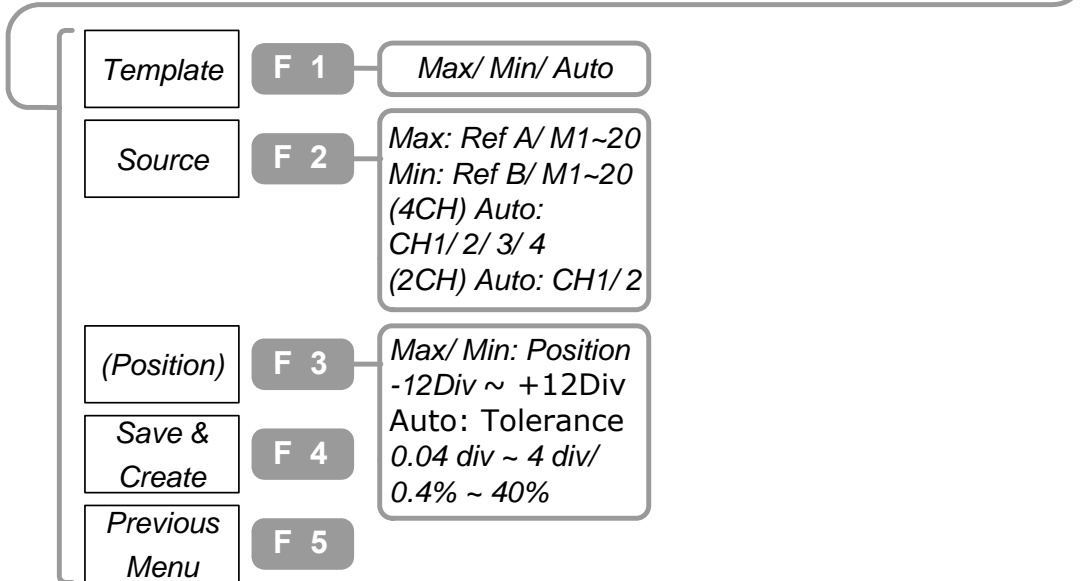 Template
F 1
Max/ Min/ Auto
Source
F 2
Max: Ref A/ M1~20
Min: Ref B/ M1~20
(4CH) Auto:
CH1/ 2/ 3/ 4
(2CH) Auto: CH1/ 2
(Position)
F 3
Max/ Min: Position
-12Div ~ +12Div
Auto: Tolerance
0.04 div ~ 4 div/
0.4% ~ 40%
Save &
Create
F 4
Previous
Menu
F 5